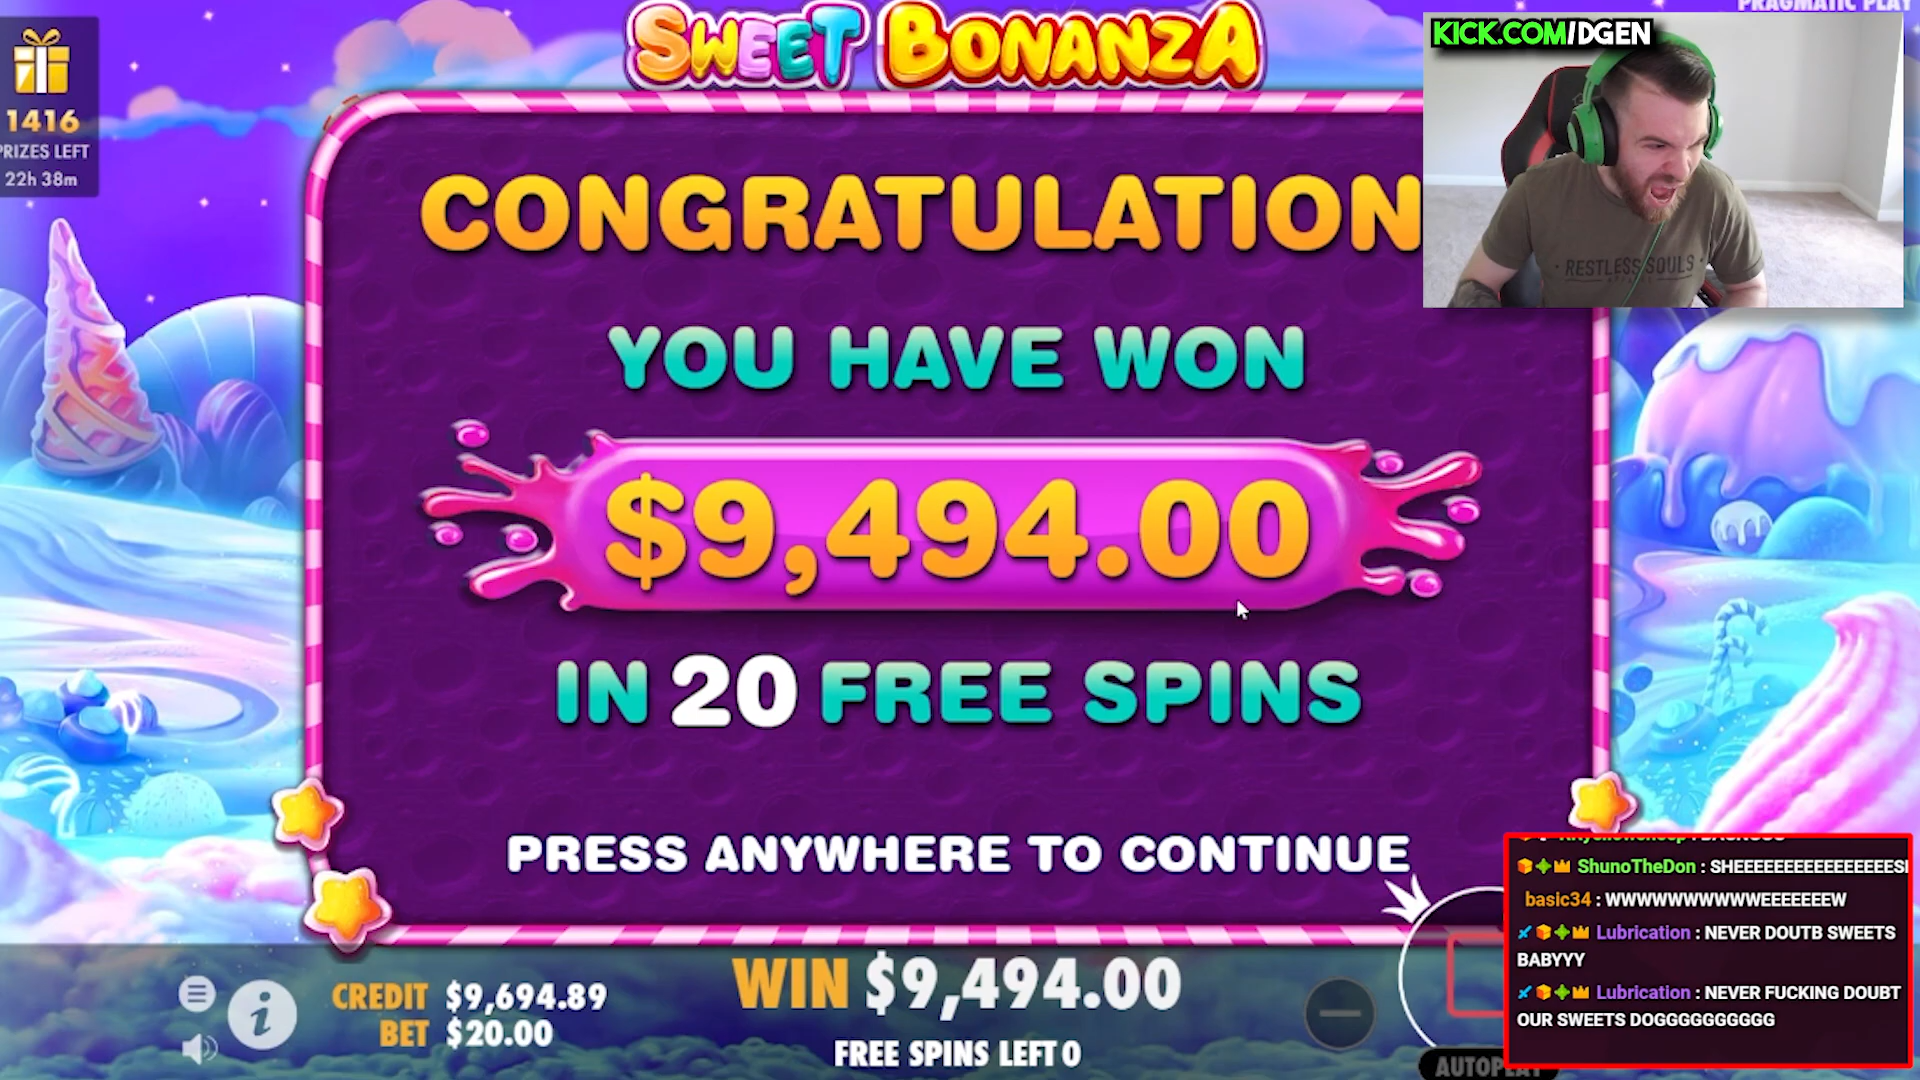 PRAGMATIC PLAY
SWEET BONANZA
KICK.COM/DGEN
1416
PRIZES LEFT
22h 38m
CONGRATULATION
YOU HAVE WON
$9,494.00
IN 20 FREE SPINS
PRESS ANYWHERE TO CONTINUE
RESTLESS SOULS
CREDIT $9,694.89
BET $20.00
WIN $9,494.00
FREE SPINS LEFT 0
AUTOPLAY
ShunoTheDon : SHEEEEEEEEEEEEEEESI
basic34 : WWWWWWWWWWEEEEEEEW
Lubrication : NEVER DOUTB SWEETS
BABYYY
Lubrication : NEVER FUCKING DOUBT
OUR SWEETS DOGGGGGGGGGG